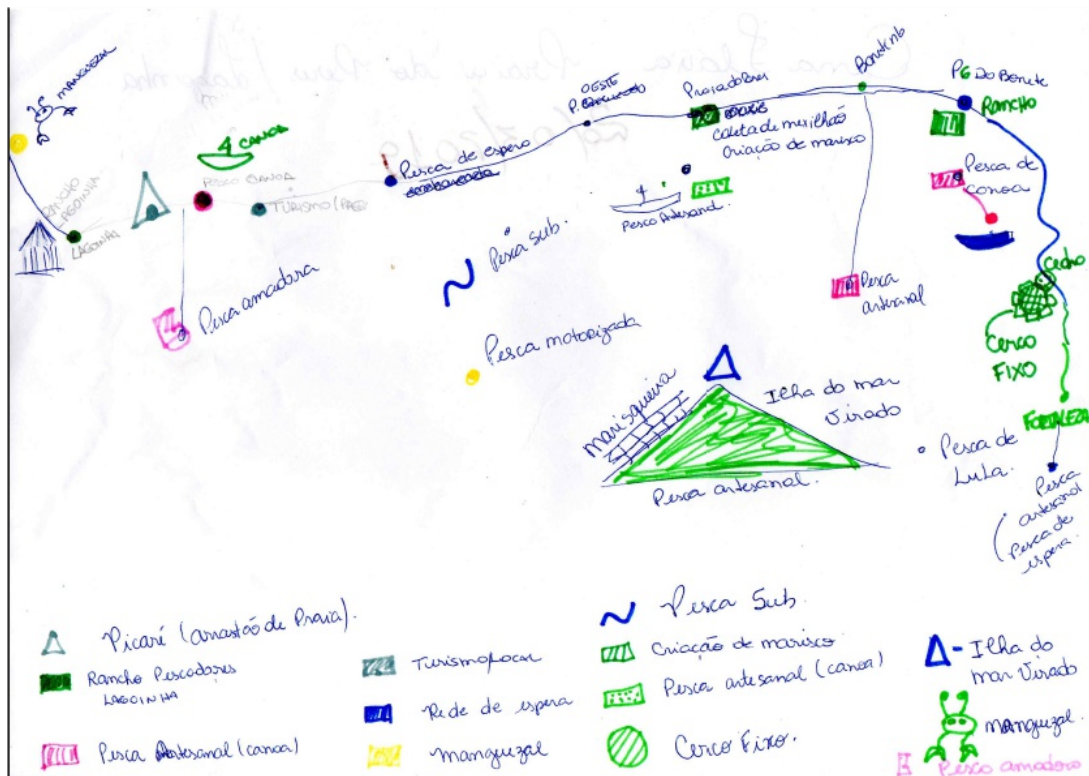 MANGUEZAL
RANCHO
LAGOINHA
LAGOINHA
CANOA
PESCA CANOA
TURISMO
Pesca amadora
Pesca de espera
Pesca Sub.
Pesca motorizada
OESTE
P.
coleta de mexilhão
criação de marisco
Pesca Artesanal
Pesca
artesanal
PG Do Bonete
RANCHO
Pesca de
canoa
Cedro
CERCO
FIXO
FORTALEZA
Pesca
artesanal
Pesca de
espera.
Pesca de
Lula.
marisqueira
Ilha do mar
Virado
Pesca artesanal.
Picaré (arrastão de Praia).
Rancho Pescadores
LAGOINHA
Pesca Artesanal (canoa)
Turismo
Rede de espera
manguezal
Pesca Sub.
Criação de marisco.
Pesca artesanal (canoa)
Cerco Fixo.
- Ilha do
mar Virado
manguezal.
Pesca amadora